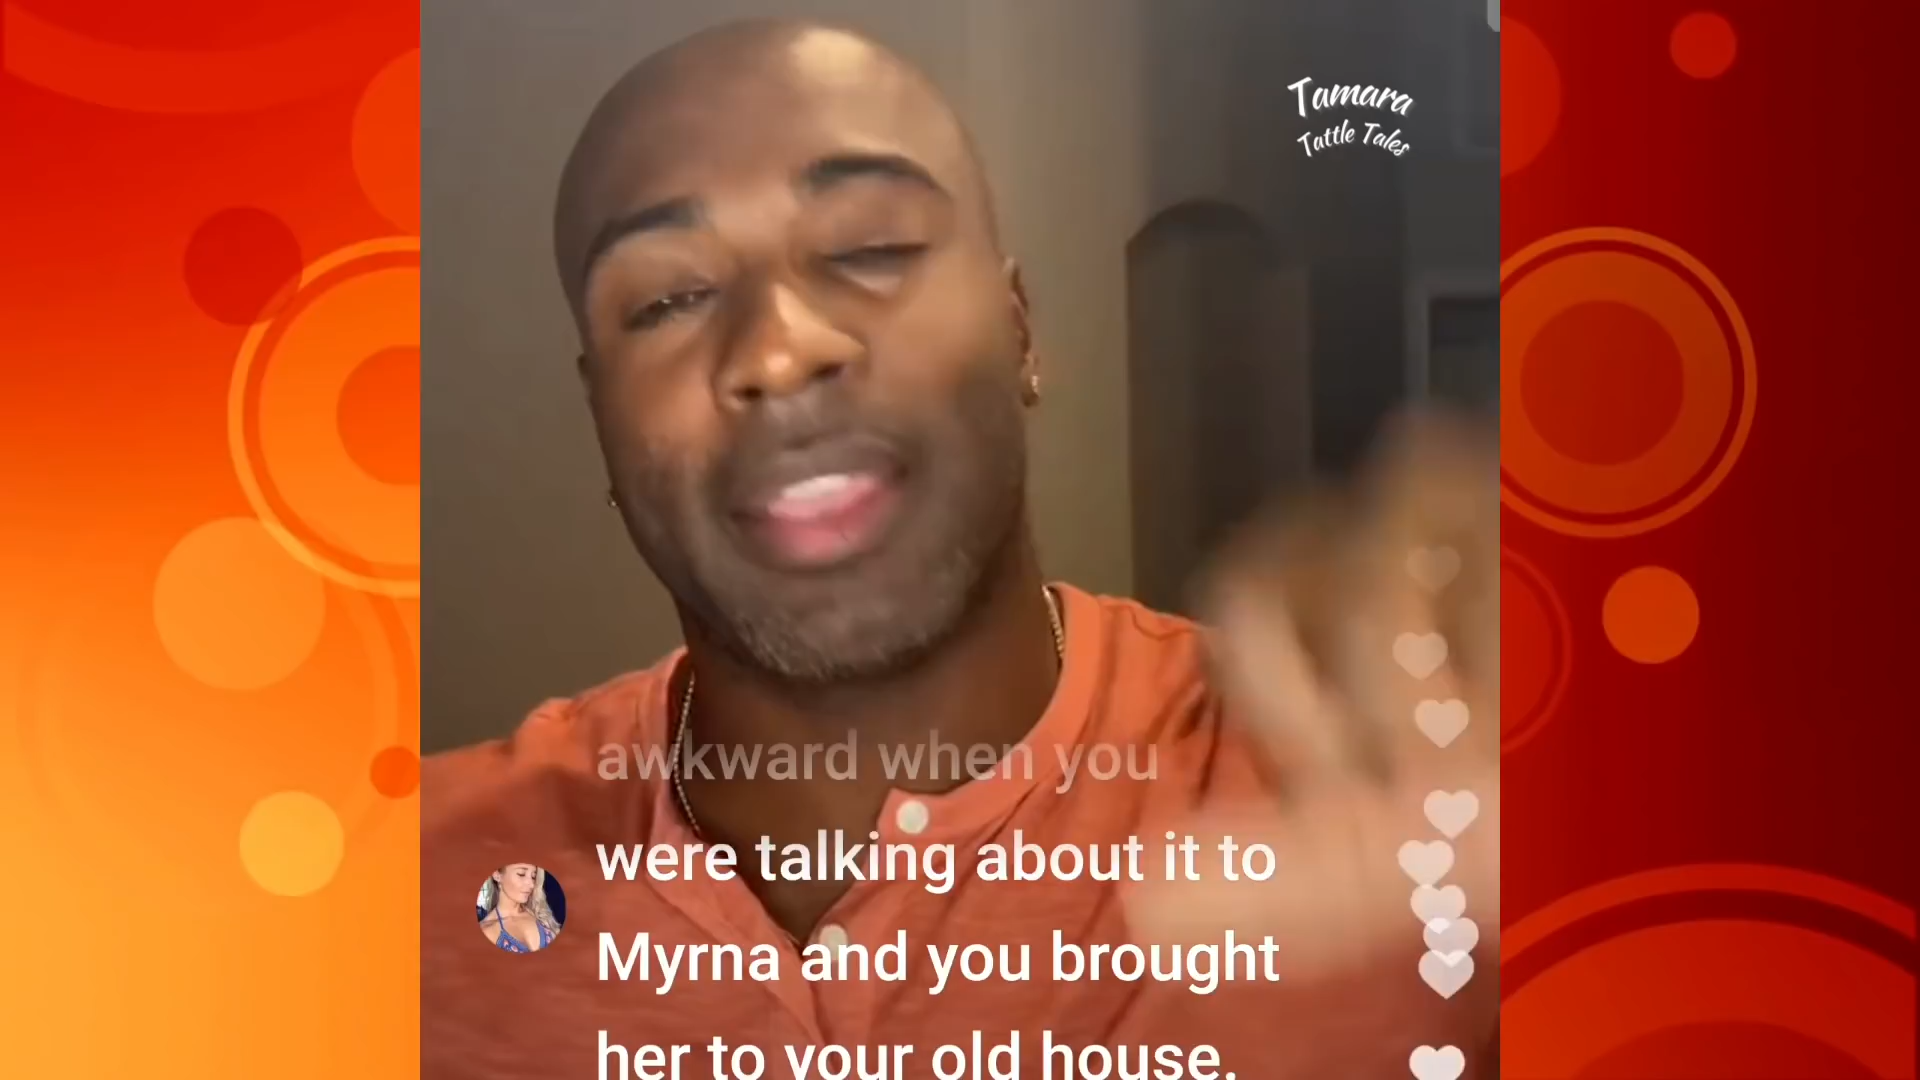 Tamara
Tattle Tales
awkward when you
were talking about it to
Myrna and you brought
her to your old house.